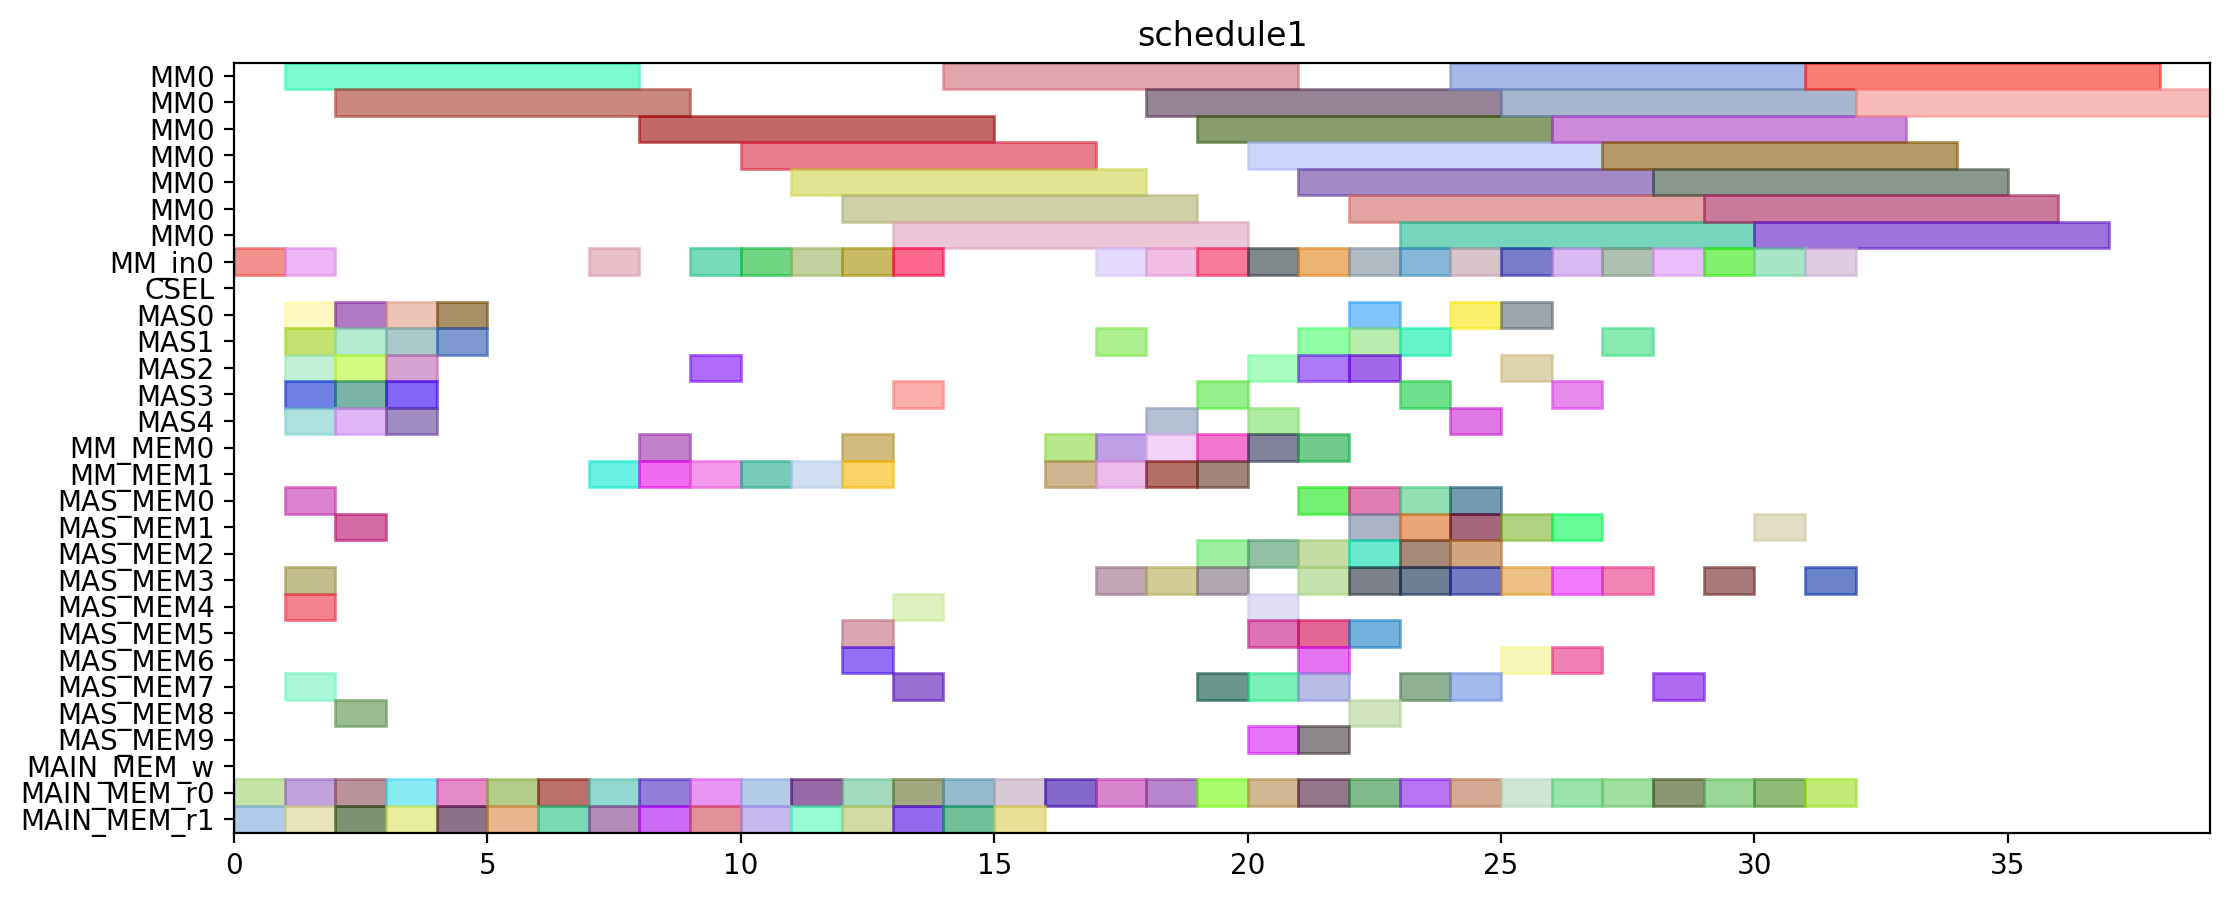 schedule1
MM0
MM0
MM0
MM0
MM0
MM0
MM0
MM_in0
CSEL
MAS0
MAS1
MAS2
MAS3
MAS4
MM_MEM0
MM_MEM1
MAS_MEM0
MAS_MEM1
MAS_MEM2
MAS_MEM3
MAS_MEM4
MAS_MEM5
MAS_MEM6
MAS_MEM7
MAS_MEM8
MAS_MEM9
MAIN_MEM_w
MAIN_MEM_r0
MAIN_MEM_r1
0 5 10 15 20 25 30 35